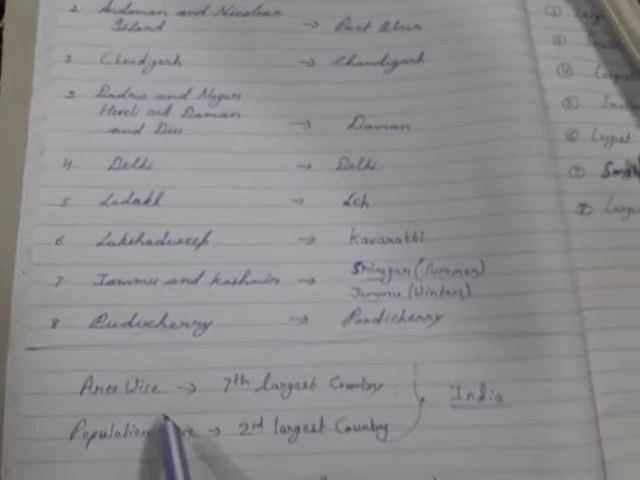 1 Andaman and Nicobar Island → Port Blair
2 Chandigarh → Chandigarh
3 Dadra and Nagar
Haveli and Daman
and Diu → Daman
4 Delhi → Delhi
5 Ladakh → Leh
6 Lakshadweep → Kavaratti
7 Jammu and Kashmir → Srinagar (Summer)
Jammu (Winter)
8 Puducherry → Pondicherry
Area Wise → 7th largest Country
Population → 2nd largest Country
India